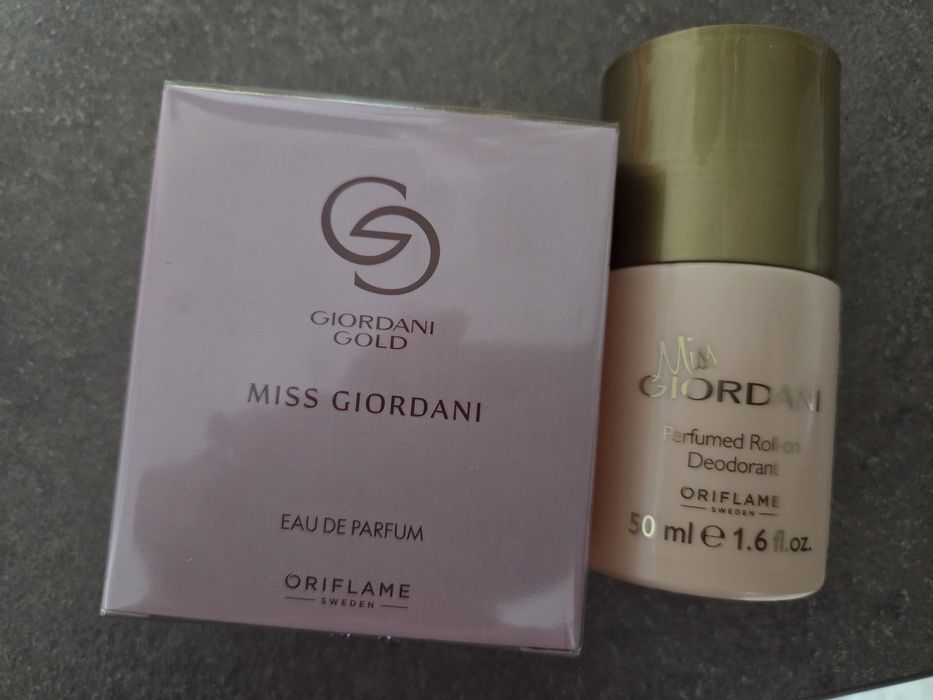 GIORDANI
GOLD
MISS GIORDANI
EAU DE PARFUM
ORIFLAME
SWEDEN
Miss
GIORDANI
Perfumed Roll-on
Deodorant
ORIFLAME
SWEDEN
50 ml e 1.6 fl.oz.